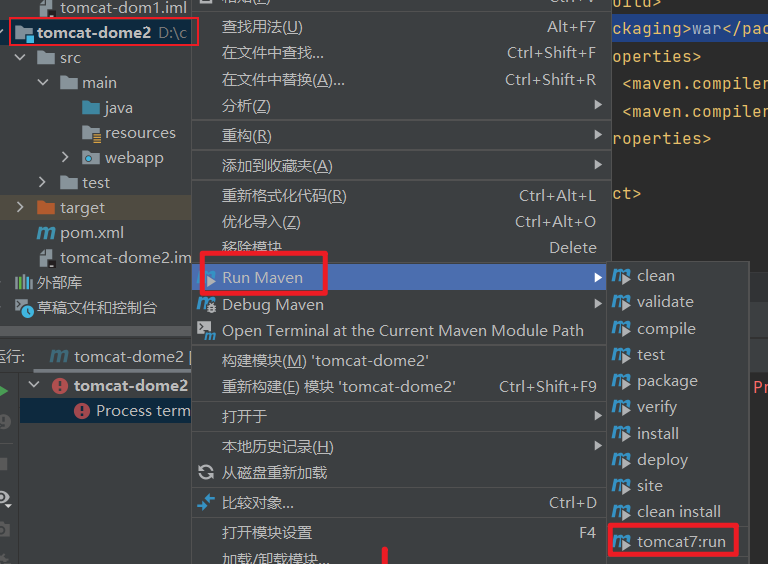 tomcat-dom1.iml
tomcat-dome2 D:\c
src
main
java
resources
webapp
test
target
pom.xml
tomcat-dome2.im
外部库
草稿文件和控制台
运行:
tomcat-dome2
tomcat-dome2
Process term
查找用法(U) Alt+F7
在文件中查找... Ctrl+Shift+F
在文件中替换(A)... Ctrl+Shift+R
分析(Z)
重构(R)
添加到收藏夹(A)
重新格式化代码(R) Ctrl+Alt+L
优化导入(Z) Ctrl+Alt+O
移除模块 Delete
Run Maven
Debug Maven
Open Terminal at the Current Maven Module Path
构建模块(M) 'tomcat-dome2'
重新构建(E) 模块 'tomcat-dome2' Ctrl+Shift+F9
打开于
本地历史记录(H)
从磁盘重新加载
比较对象... Ctrl+D
打开模块设置 F4
加载/卸载模块...
clean
validate
compile
test
package
verify
install
deploy
site
clean install
tomcat7:run
ckaging>war</pac
operties>
<maven.compiler
<maven.compiler
roperties>
ct>
Pr